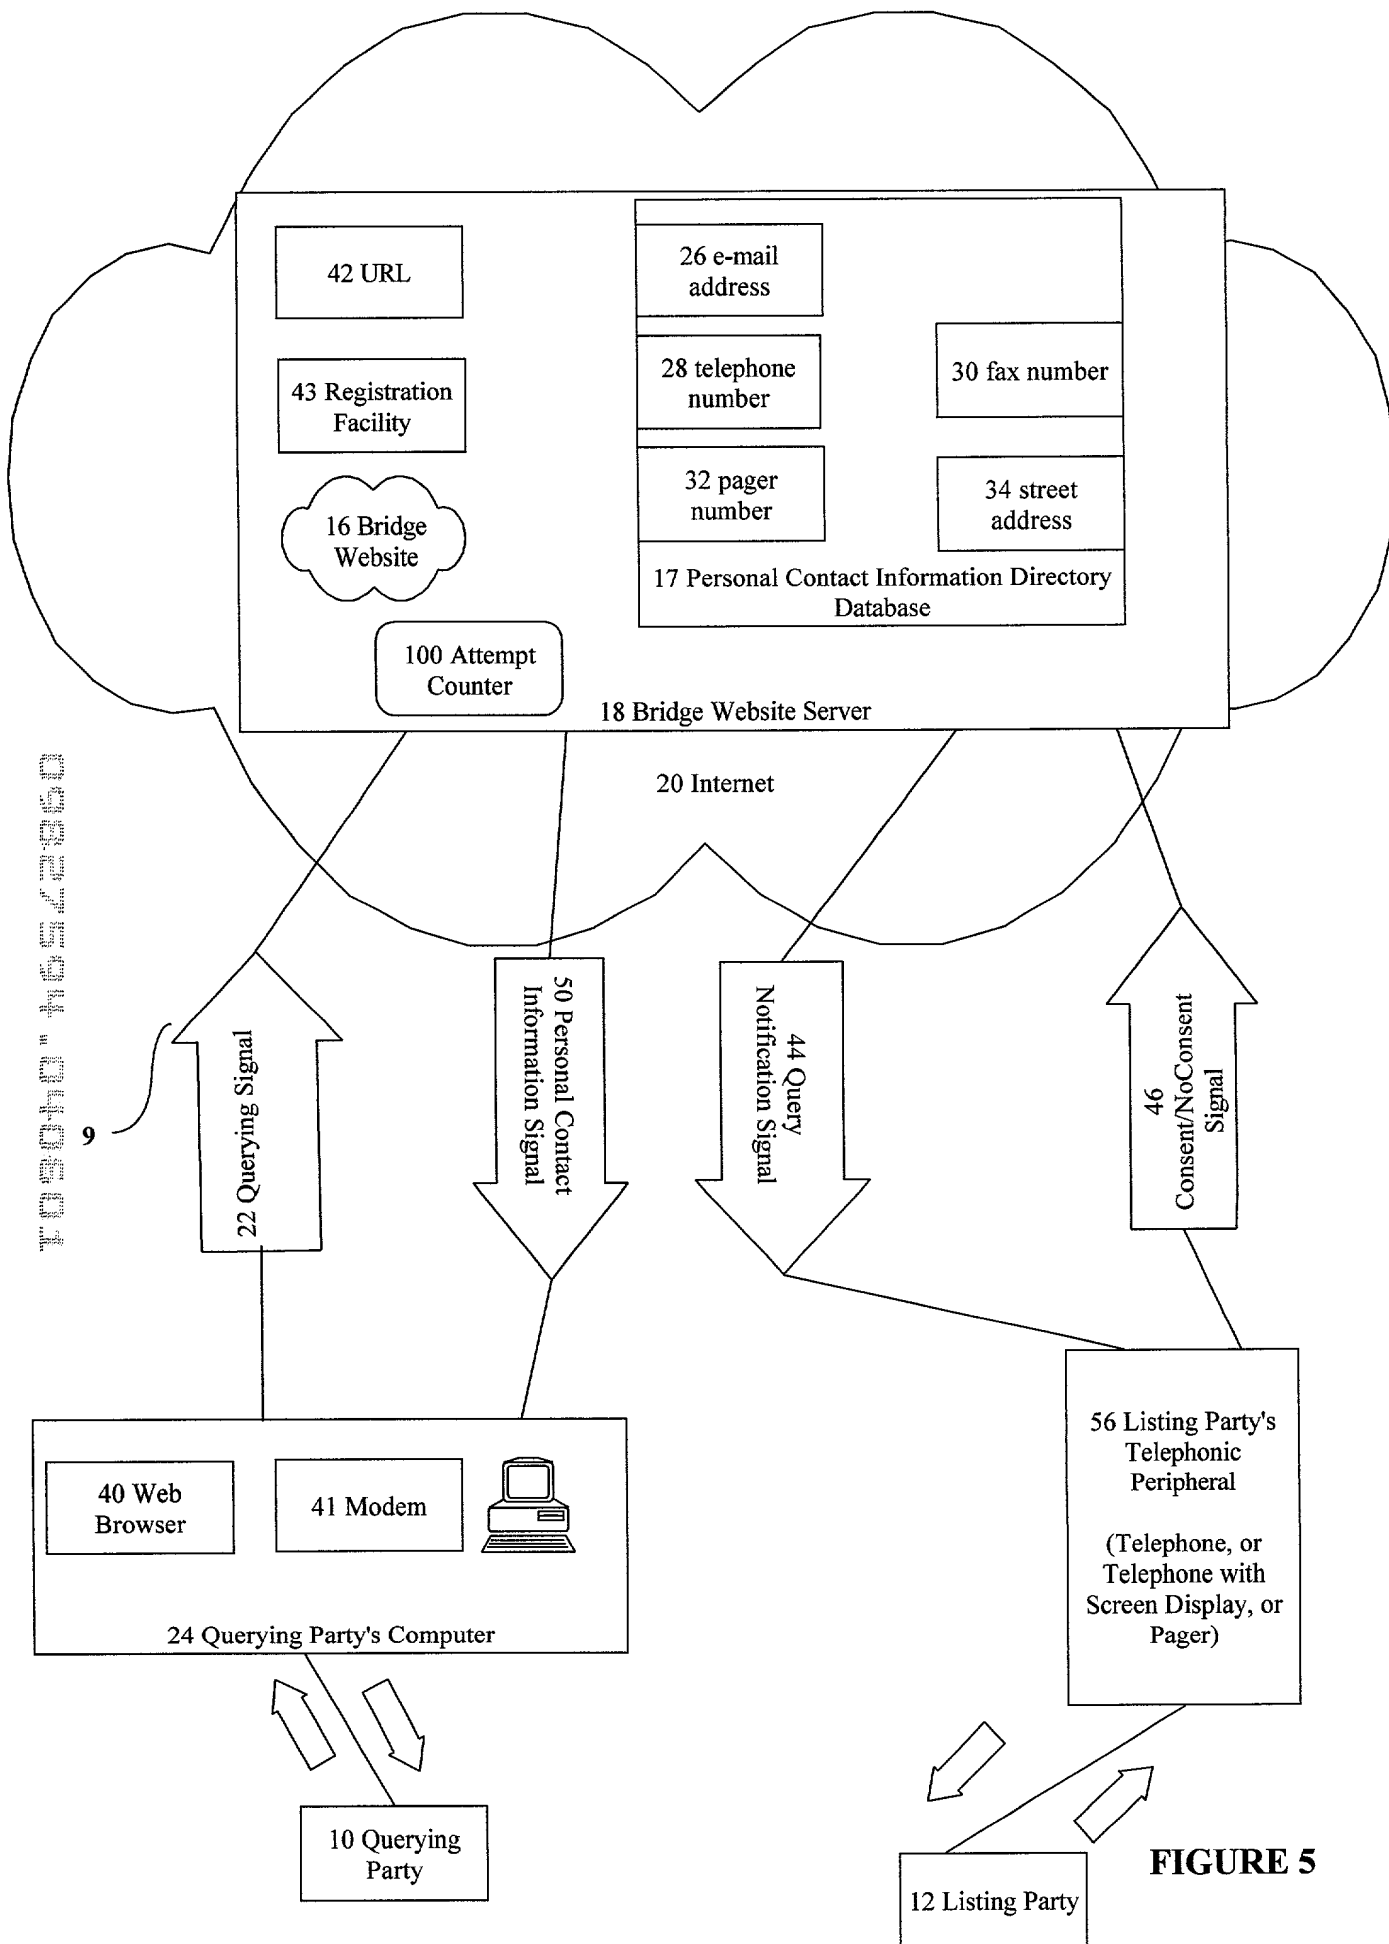 42 URL
26 e-mail
address
43 Registration
Facility
28 telephone
number
30 fax number
16 Bridge
Website
32 pager
number
34 street
address
17 Personal Contact Information Directory
Database
100 Attempt
Counter
18 Bridge Website Server
20 Internet
9
22 Querying Signal
50 Personal Contact
Information Signal
44 Query
Notification Signal
46
Consent/NoConsent
Signal
40 Web
Browser
41 Modem
24 Querying Party's Computer
56 Listing Party's
Telephonic
Peripheral
(Telephone, or
Telephone with
Screen Display, or
Pager)
10 Querying
Party
12 Listing Party
FIGURE 5